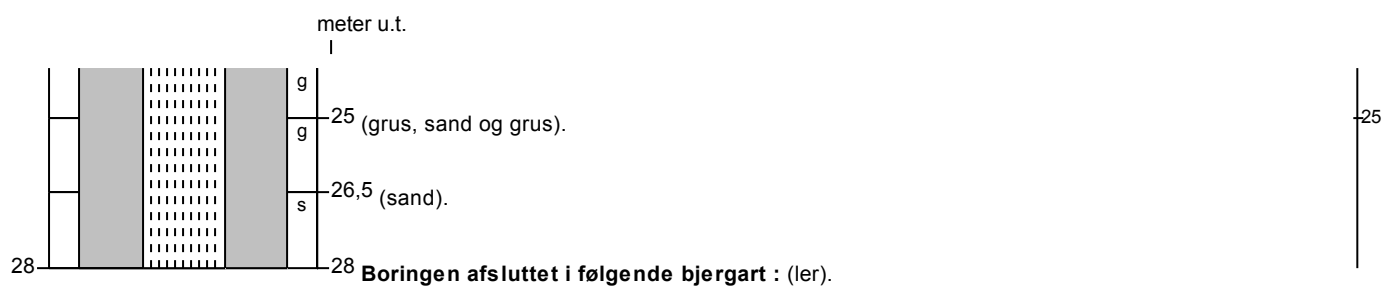 meter u.t.
g
25 (grus, sand og grus). 25
g
26,5 (sand).
s
28 28 Boringen afsluttet i følgende bjergart : (ler).